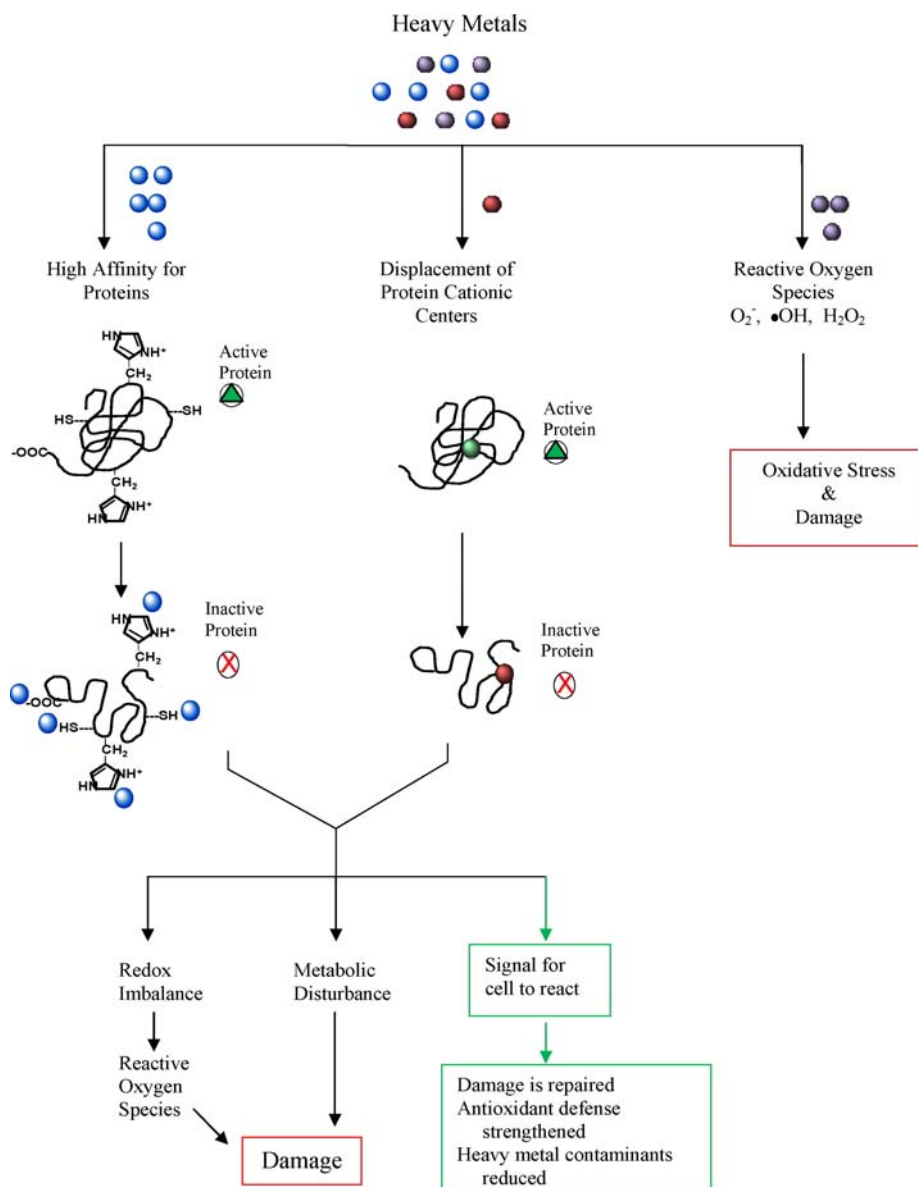 Heavy Metals
High Affinity for
Proteins
Displacement of
Protein Cationic
Centers
Reactive Oxygen
Species
O₂⁻, ●OH, H₂O₂
HN
NH⁺
CH₂
HS
SH
-OOC
CH₂
HN
NH⁺
Active
Protein
Active
Protein
Oxidative Stress
&
Damage
HN
NH⁺
CH₂
-OOC
HS
SH
CH₂
HN
NH⁺
Inactive
Protein
X
Inactive
Protein
X
Redox
Imbalance
Metabolic
Disturbance
Signal for
cell to react
Reactive
Oxygen
Species
Damage
Damage is repaired
Antioxidant defense
strengthened
Heavy metal contaminants
reduced